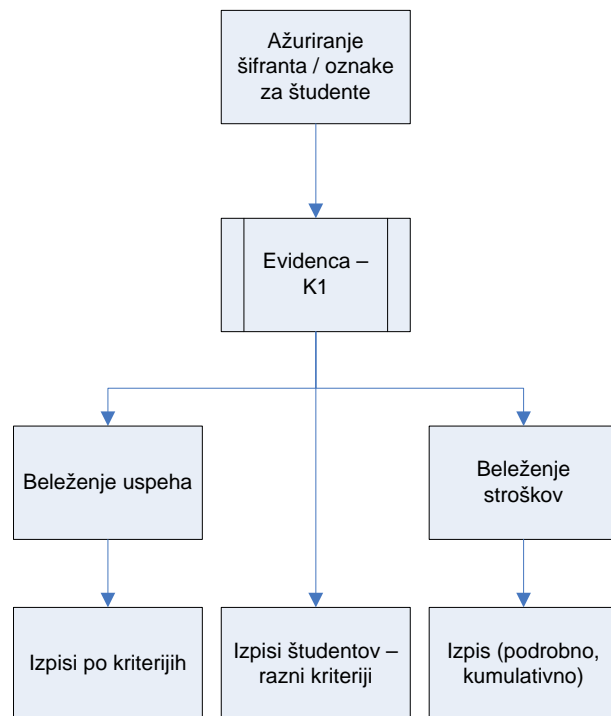 Ažuriranje
šifranta / oznake
za študente
Evidenca –
K1
Beleženje uspeha
Beleženje
stroškov
Izpisi po kriterijih
Izpisi študentov –
razni kriteriji
Izpis (podrobno,
kumulativno)